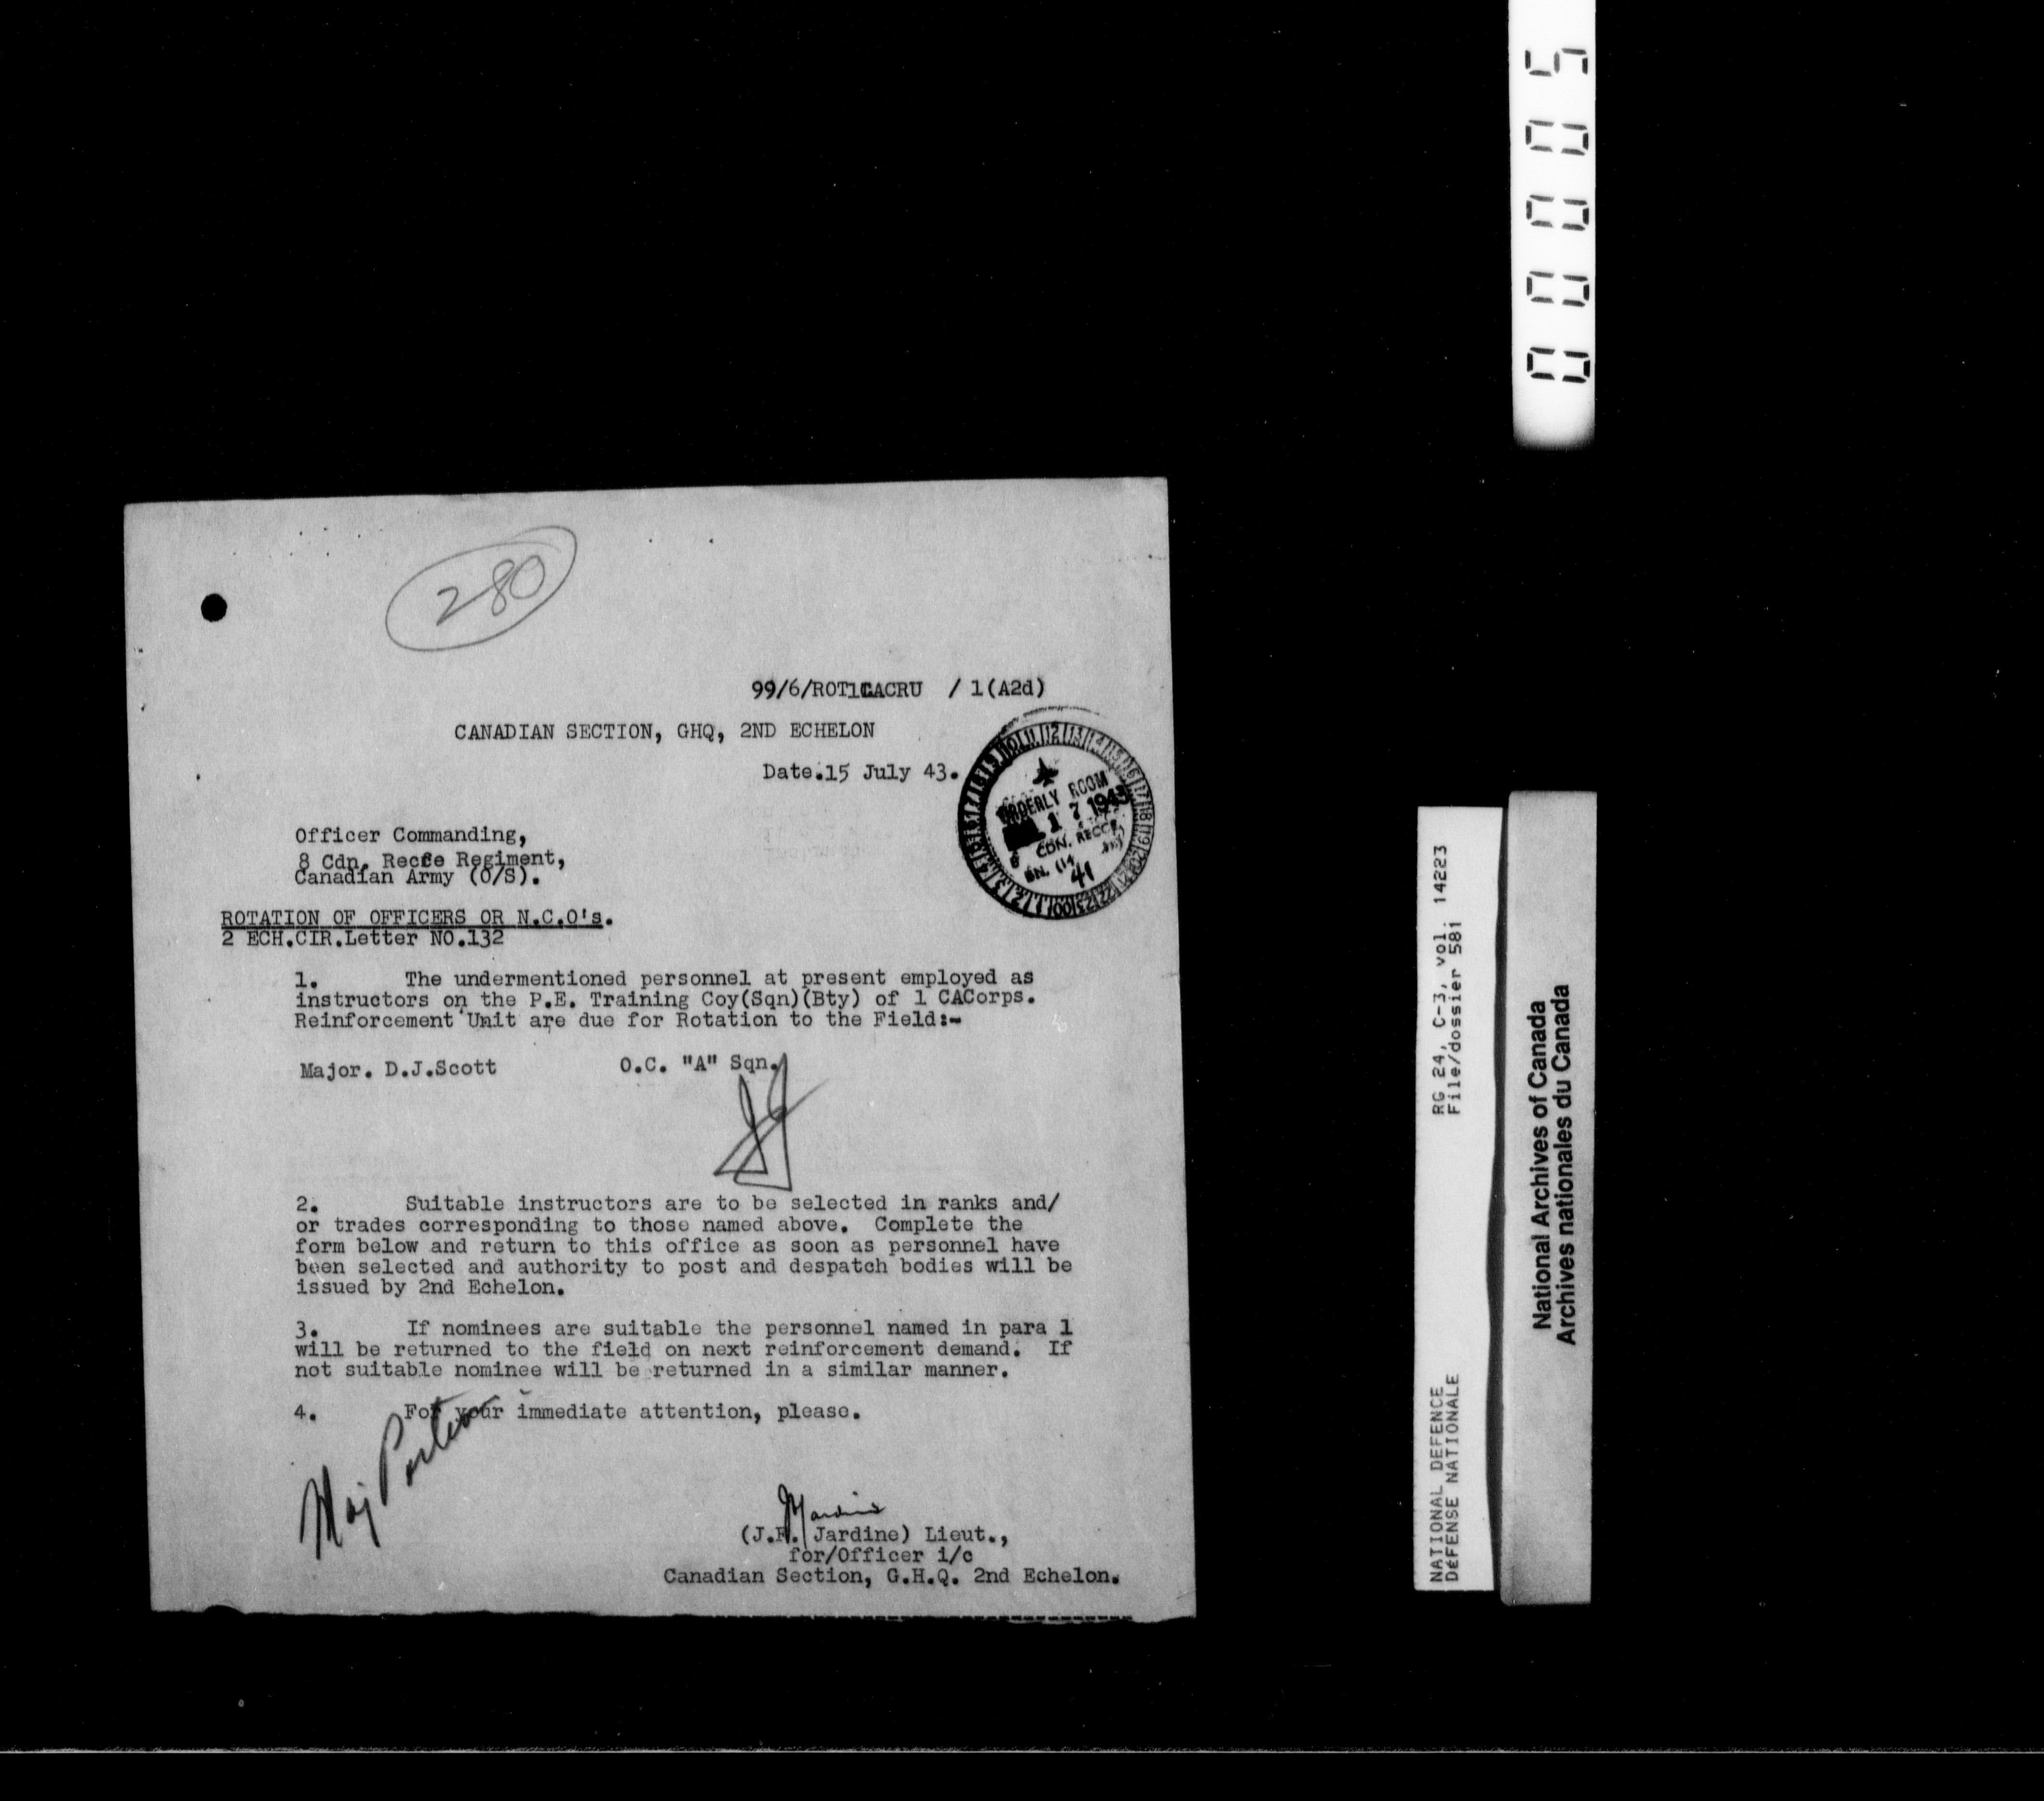 280
99/6/ROT1CACRU / 1(A2d)
CANADIAN SECTION, GHQ, 2ND ECHELON
Date.15 July 43.
ORDERLY ROOM
17 1943
8 CDN. RECCE.
BN. (14
41
Officer Commanding,
8 Cdn. Recce Regiment,
Canadian Army (O/S).
ROTATION OF OFFICERS OR N.C.O's.
2 ECH.CIR.Letter NO.132
1. The undermentioned personnel at present employed as
instructors on the P.E. Training Coy(Sqn)(Bty) of 1 CACorps.
Reinforcement Unit are due for Rotation to the Field:-
Major. D.J.Scott O.C. "A" Sqn.
2. Suitable instructors are to be selected in ranks and/
or trades corresponding to those named above. Complete the
form below and return to this office as soon as personnel have
been selected and authority to post and despatch bodies will be
issued by 2nd Echelon.
3. If nominees are suitable the personnel named in para 1
will be returned to the field on next reinforcement demand. If
not suitable nominee will be returned in a similar manner.
4. For your immediate attention, please.
Maj Porteous
Jardine
(J.F. Jardine) Lieut.,
for/Officer i/c
Canadian Section, G.H.Q. 2nd Echelon.
00005
NATIONAL DEFENCE RG 24, C-3, vol. 14223
DéFENSE NATIONALE File/dossier 581
National Archives of Canada
Archives nationales du Canada